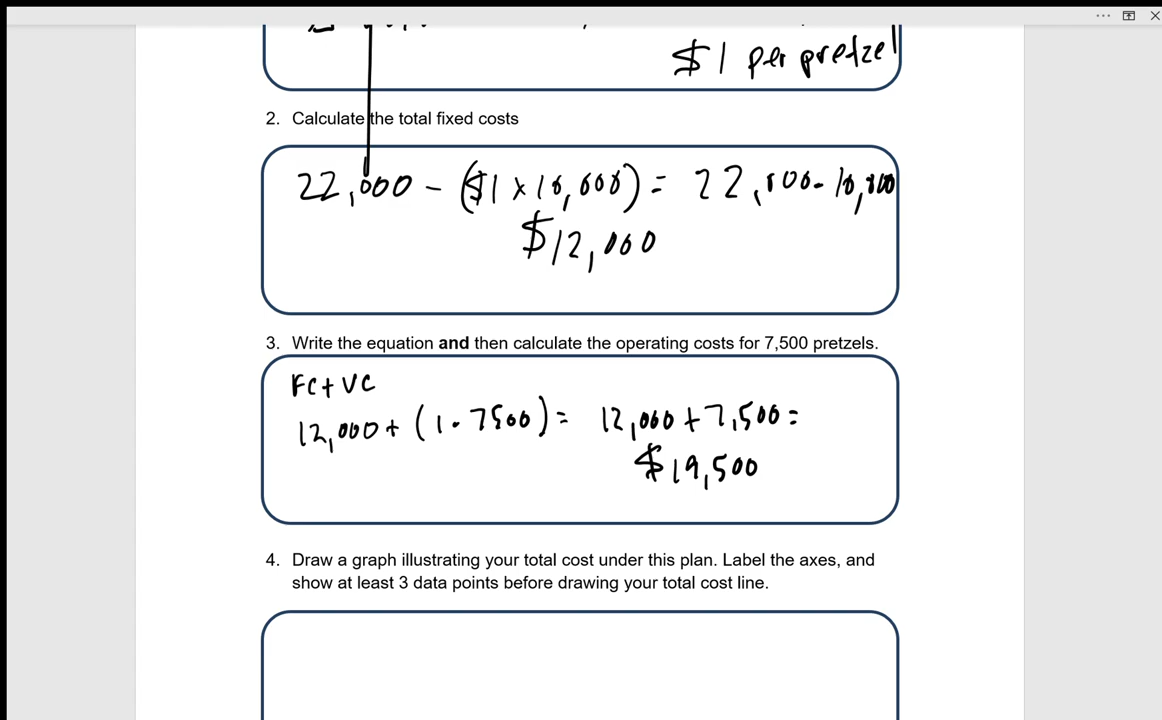 $1 per pretzel
2. Calculate the total fixed costs
22,000 - ($1 x 10,000) = 22,000 - 10,000
$12,000
3. Write the equation and then calculate the operating costs for 7,500 pretzels.
FC + VC
12,000 + (1 · 7500) = 12,000 + 7,500 =
$19,500
4. Draw a graph illustrating your total cost under this plan. Label the axes, and
show at least 3 data points before drawing your total cost line.